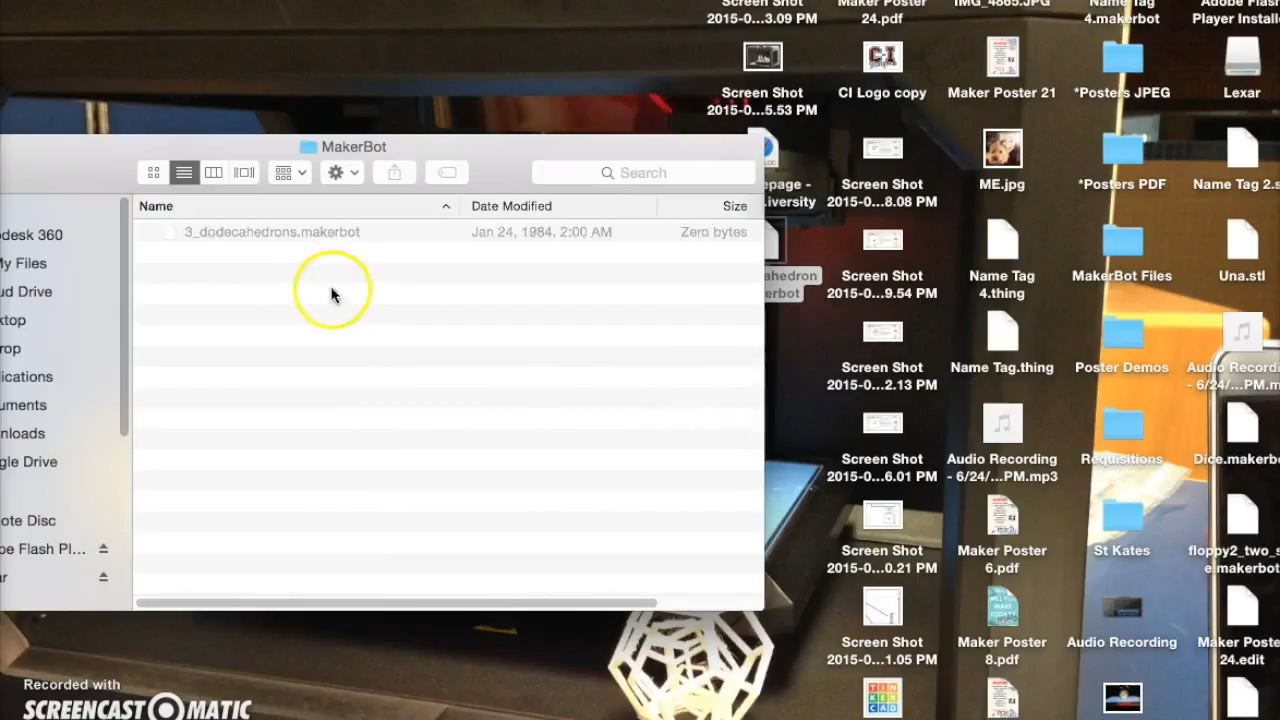 Screen Shot
2015-0...3.09 PM
Maker Poster
24.pdf
IMG_4865.JPG
Name Tag
4.makerbot
Adobe Flash
Player Install
Screen Shot
2015-0...5.53 PM
CI Logo copy
Maker Poster 21
*Posters JPEG
Lexar
MakerBot
Search
Name
Date Modified
Size
3_dodecahedrons.makerbot
Jan 24, 1984, 2:00 AM
Zero bytes
odesk 360
My Files
ud Drive
ktop
rop
ications
uments
nloads
gle Drive
ote Disc
be Flash Pl...
ar
epage -
.iversity
ahedron
erbot
Screen Shot
2015-0...8.08 PM
ME.jpg
*Posters PDF
Name Tag 2.s
Screen Shot
2015-0...9.54 PM
Name Tag
4.thing
MakerBot Files
Una.stl
Screen Shot
2015-0...2.13 PM
Name Tag.thing
Poster Demos
Audio Recordi
- 6/24/...PM.m
Screen Shot
2015-0...6.01 PM
Audio Recording
- 6/24/...PM.mp3
Requisitions
Dice.makerbo
Screen Shot
2015-0...0.21 PM
Maker Poster
6.pdf
St Kates
floppy2_two_s
e.makerbot
Screen Shot
2015-0...1.05 PM
Maker Poster
8.pdf
Audio Recording
Maker Poster
24.edit
TIN
KER
CAD
Recorded with
SCREENCAST-O-MATIC